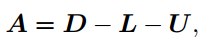 A = D − L − U,